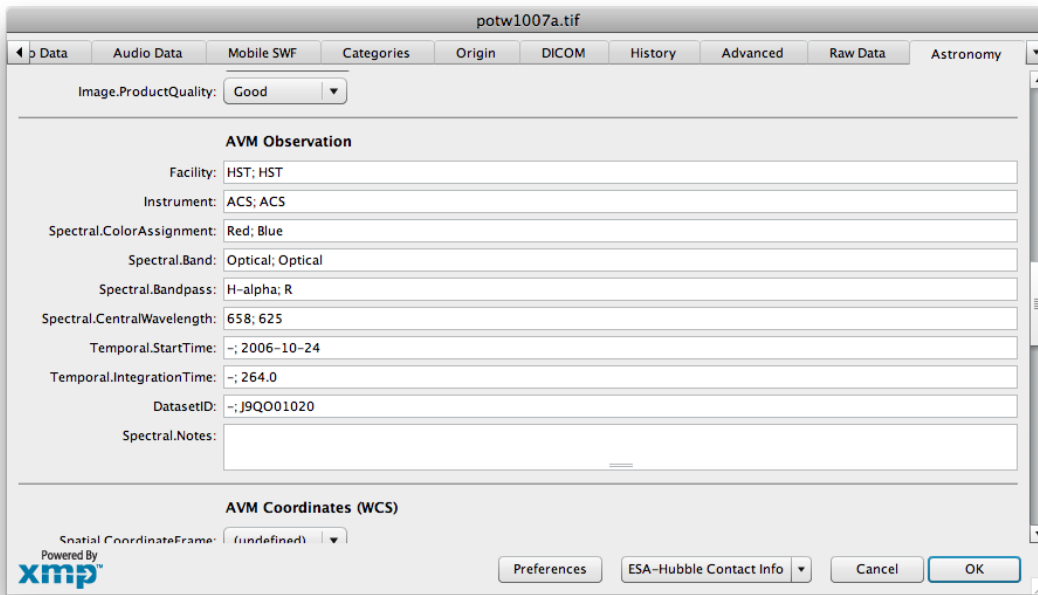 potw1007a.tif
o Data Audio Data Mobile SWF Categories Origin DICOM History Advanced Raw Data Astronomy
Image.ProductQuality: Good
AVM Observation
Facility: HST; HST
Instrument: ACS; ACS
Spectral.ColorAssignment: Red; Blue
Spectral.Band: Optical; Optical
Spectral.Bandpass: H-alpha; R
Spectral.CentralWavelength: 658; 625
Temporal.StartTime: -; 2006-10-24
Temporal.IntegrationTime: -; 264.0
DatasetID: -; J9QO01020
Spectral.Notes:
AVM Coordinates (WCS)
Spatial.CoordinateFrame: (undefined)
Powered By
xmp™
Preferences ESA-Hubble Contact Info Cancel OK